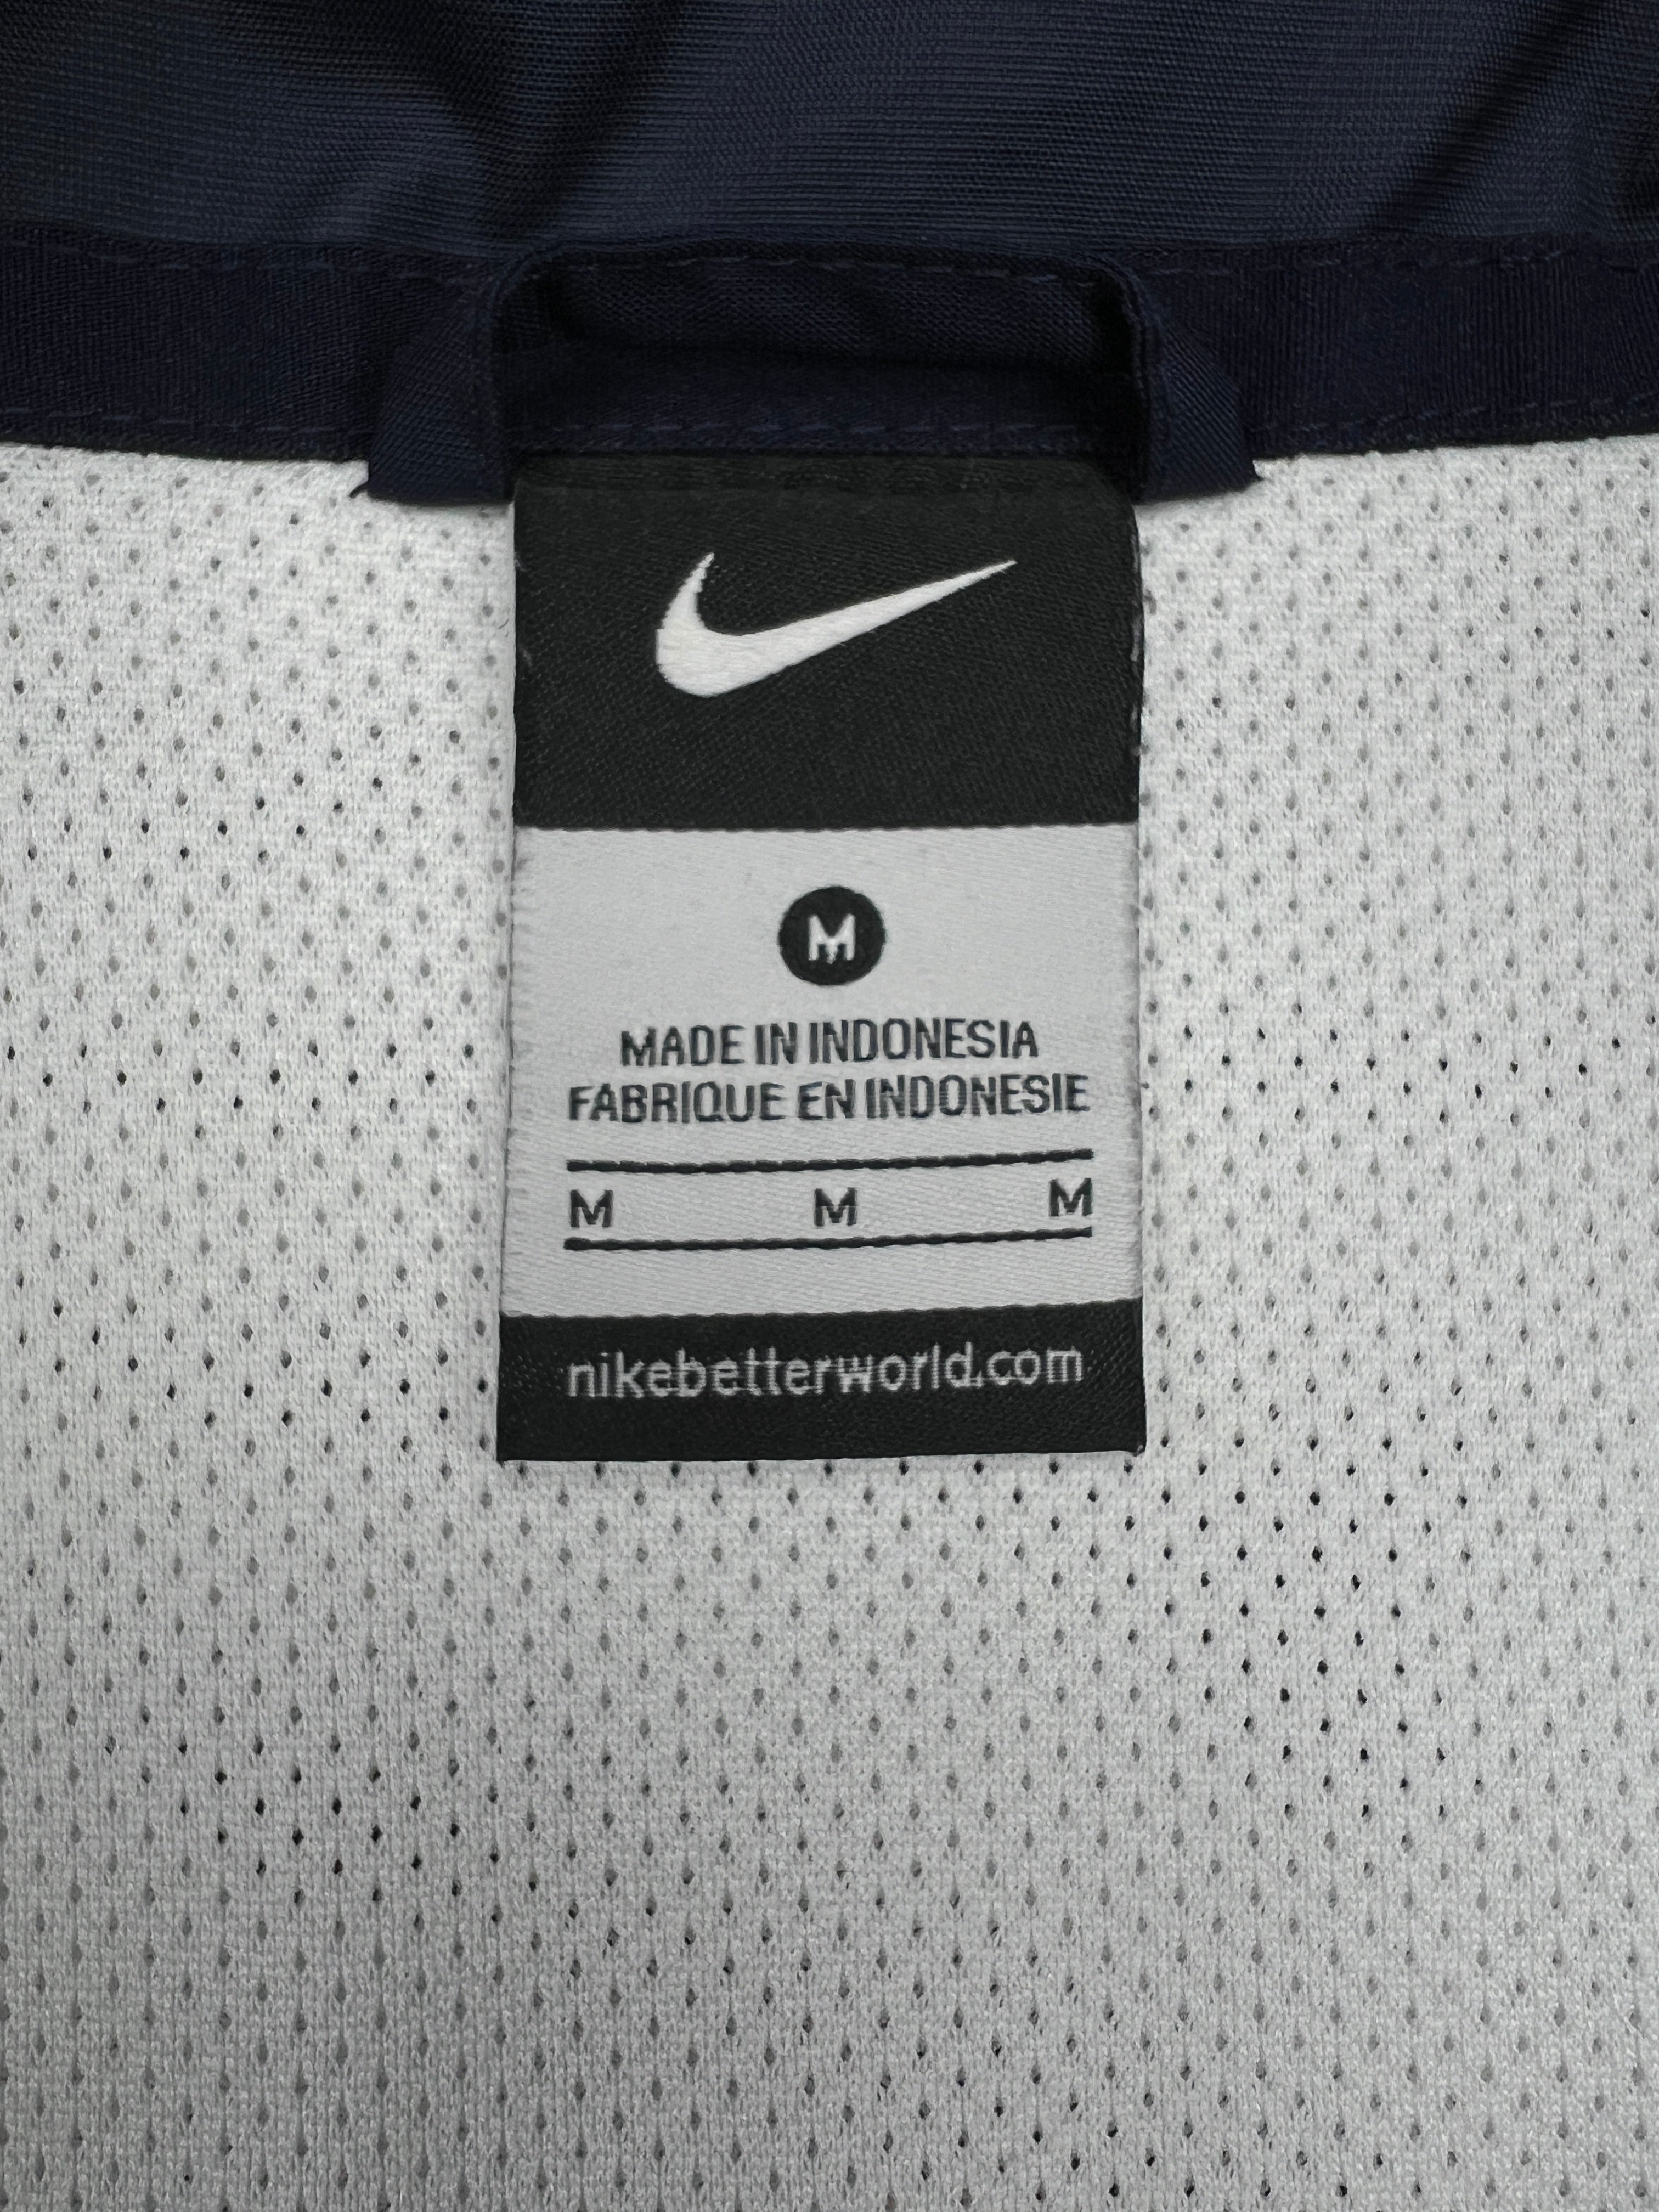 M
MADE IN INDONESIA
FABRIQUE EN INDONESIE
M M M
nikebetterworld.com